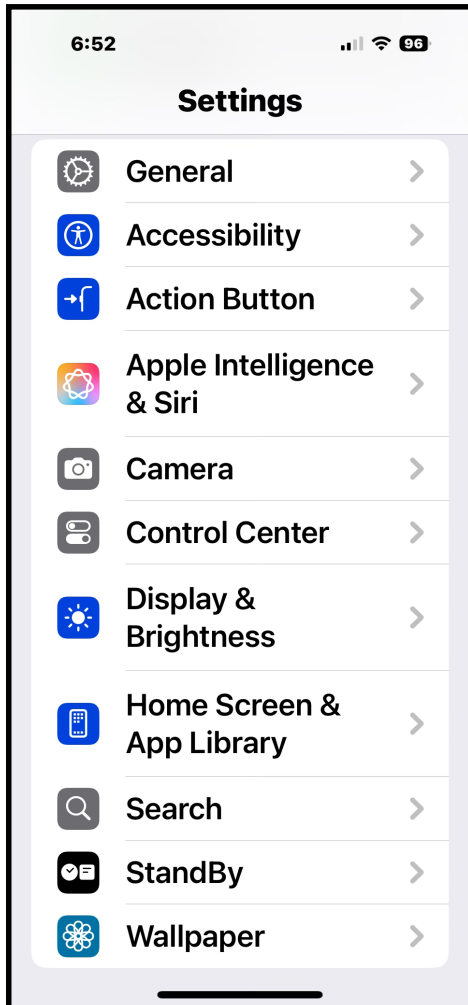 6:52
96
Settings
General
Accessibility
Action Button
Apple Intelligence
& Siri
Camera
Control Center
Display &
Brightness
Home Screen &
App Library
Search
StandBy
Wallpaper